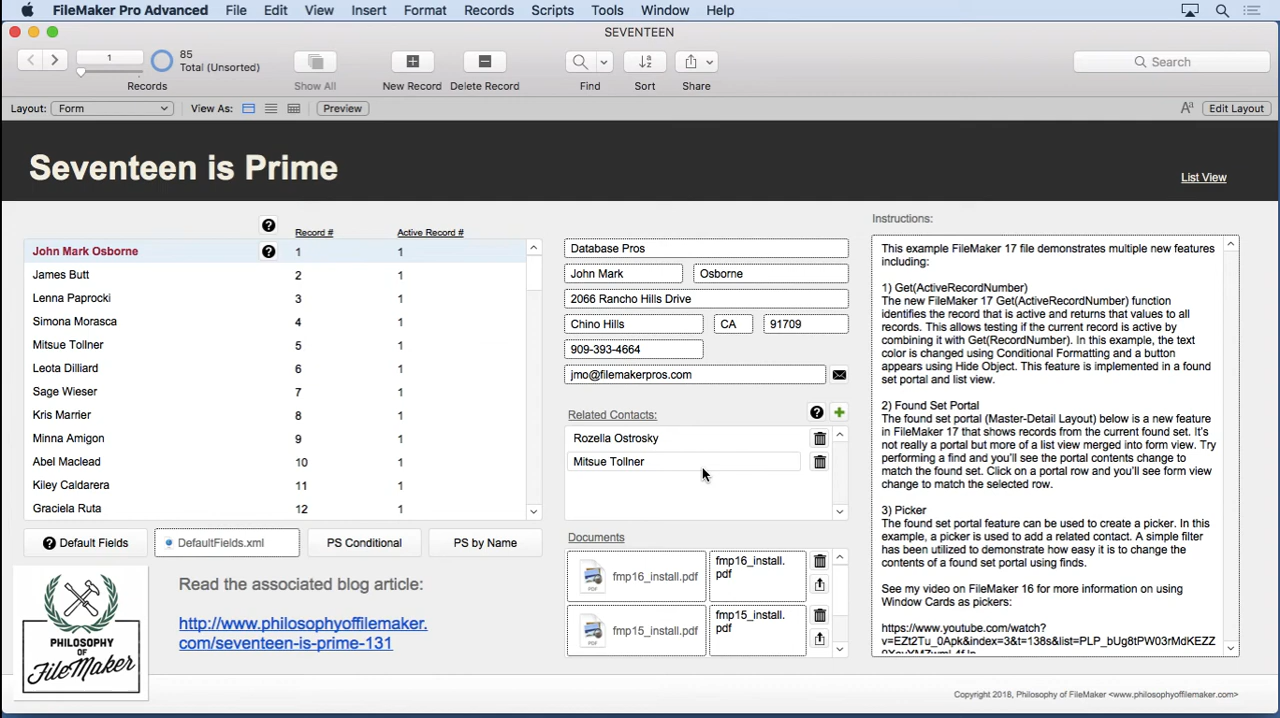 FileMaker Pro Advanced File Edit View Insert Format Records Scripts Tools Window Help
SEVENTEEN
1
85
Total (Unsorted)
Records
Show All
New Record
Delete Record
Find
Sort
Share
Search
Layout: Form
View As:
Preview
Aª
Edit Layout
Seventeen is Prime
List View
Record # Active Record #
John Mark Osborne 1 1
James Butt 2 1
Lenna Paprocki 3 1
Simona Morasca 4 1
Mitsue Tollner 5 1
Leota Dilliard 6 1
Sage Wieser 7 1
Kris Marrier 8 1
Minna Amigon 9 1
Abel Maclead 10 1
Kiley Caldarera 11 1
Graciela Ruta 12 1
Default Fields
DefaultFields.xml
PS Conditional
PS by Name
PHILOSOPHY
OF
FileMaker
Read the associated blog article:
http://www.philosophyoffilemaker.
com/seventeen-is-prime-131
Database Pros
John Mark Osborne
2066 Rancho Hills Drive
Chino Hills CA 91709
909-393-4664
jmo@filemakerpros.com
Related Contacts:
Rozella Ostrosky
Mitsue Tollner
Documents
PDF
fmp16_install.pdf
fmp16_install.
pdf
PDF
fmp15_install.pdf
fmp15_install.
pdf
Instructions:
This example FileMaker 17 file demonstrates multiple new features
including:
1) Get(ActiveRecordNumber)
The new FileMaker 17 Get(ActiveRecordNumber) function
identifies the record that is active and returns that values to all
records. This allows testing if the current record is active by
combining it with Get(RecordNumber). In this example, the text
color is changed using Conditional Formatting and a button
appears using Hide Object. This feature is implemented in a found
set portal and list view.
2) Found Set Portal
The found set portal (Master-Detail Layout) below is a new feature
in FileMaker 17 that shows records from the current found set. It's
not really a portal but more of a list view merged into form view. Try
performing a find and you'll see the portal contents change to
match the found set. Click on a portal row and you'll see form view
change to match the selected row.
3) Picker
The found set portal feature can be used to create a picker. In this
example, a picker is used to add a related contact. A simple filter
has been utilized to demonstrate how easy it is to change the
contents of a found set portal using finds.
See my video on FileMaker 16 for more information on using
Window Cards as pickers:
https://www.youtube.com/watch?
v=EZt2Tu_0Apk&index=3&t=138s&list=PLP_bUg8tPW03rMdKEZZ
Copyright 2018, Philosophy of FileMaker <www.philosophyoffilemaker.com>